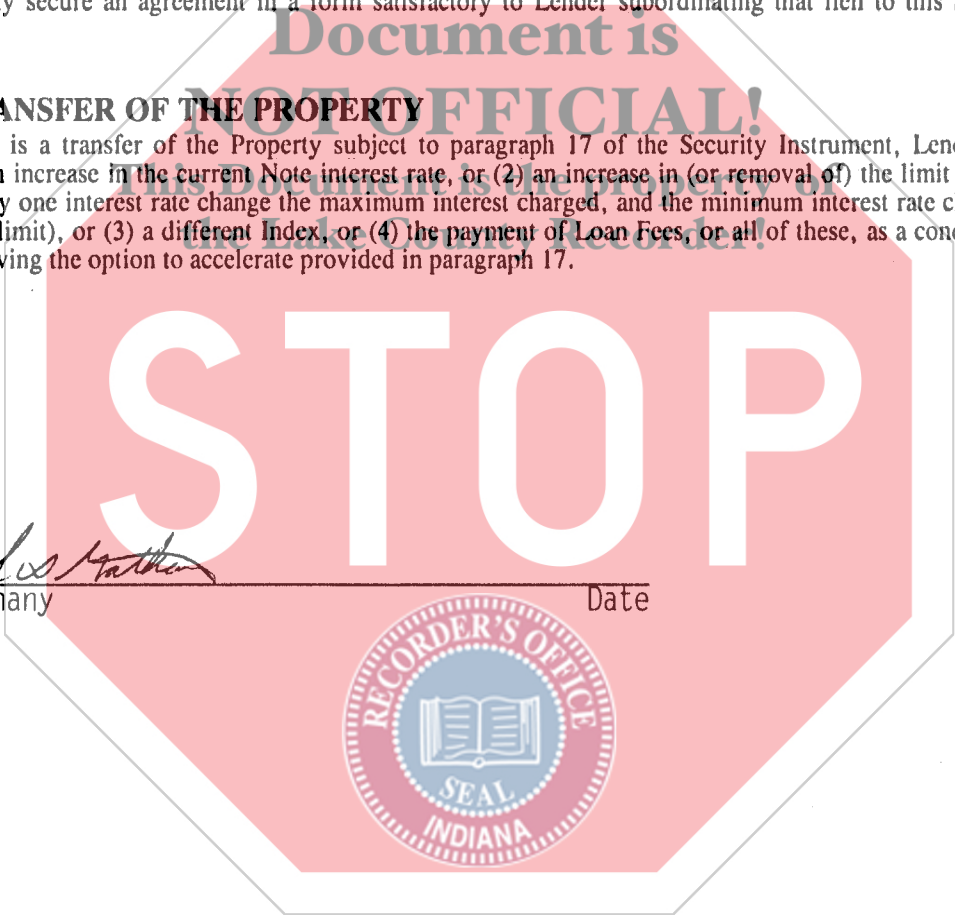 y secure an agreement in a form satisfactory to Lender subordinating that lien to this
Document is
ANSFER OF THE PROPERTY
NOT OFFICIAL!
is a transfer of the Property subject to paragraph 17 of the Security Instrument, Lend
increase in the current Note interest rate, or (2) an increase in (or removal of) the limit
This Document is the property of
y one interest rate change the maximum interest charged, and the minimum interest rate c
limit), or (3) a different Index, or (4) the payment of Loan Fees, or all of these, as a cond
the Lake County Recorder!
ving the option to accelerate provided in paragraph 17.
STOP
any
Date
RECORDER'S OFFICE
SEAL
INDIANA